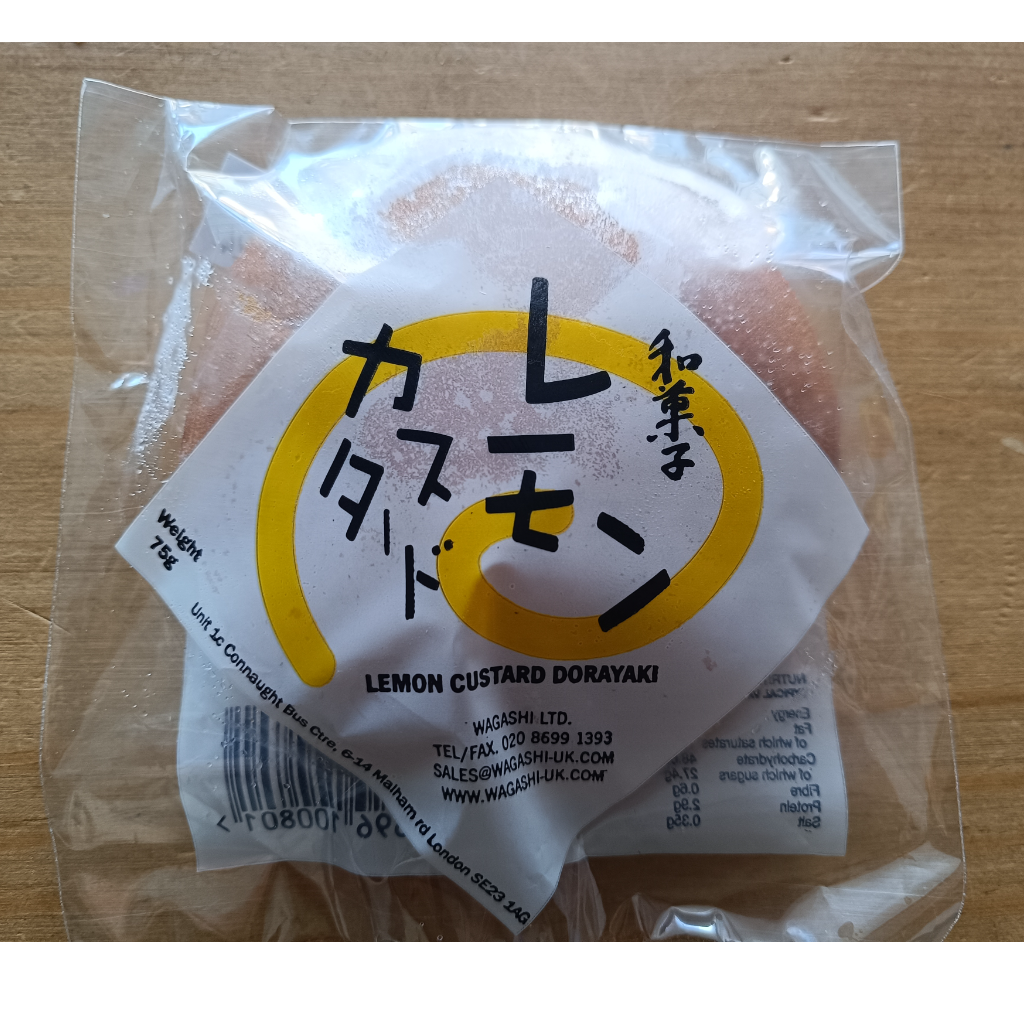 レモン
カスタード
和菓子
Weight
75g
LEMON CUSTARD DORAYAKI
WAGASHI LTD.
TEL/FAX. 020 8699 1393
SALES@WAGASHI-UK.COM
WWW.WAGASHI-UK.COM
Unit 1c Connaught Bus Ctre, 6-14 Malham rd London SE23 1AG
Energy
Fat
of which saturates
Carbohydrate
of which sugars 27.4g
Fibre 0.6g
Protein 2.9g
Salt 0.35g